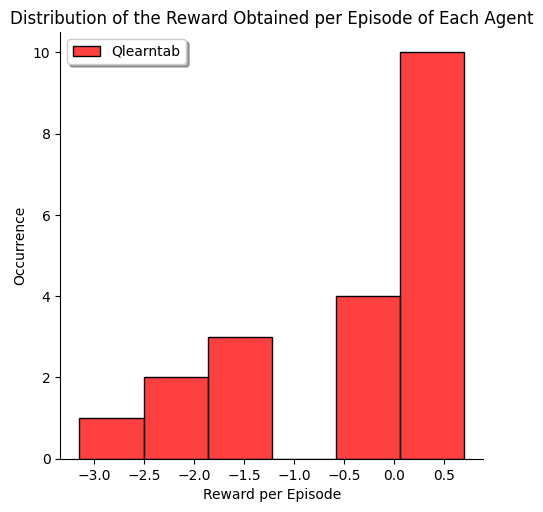 Distribution of the Reward Obtained per Episode of Each Agent
Qlearntab
10
8
6
4
2
0
Occurrence
−3.0 −2.5 −2.0 −1.5 −1.0 −0.5 0.0 0.5
Reward per Episode